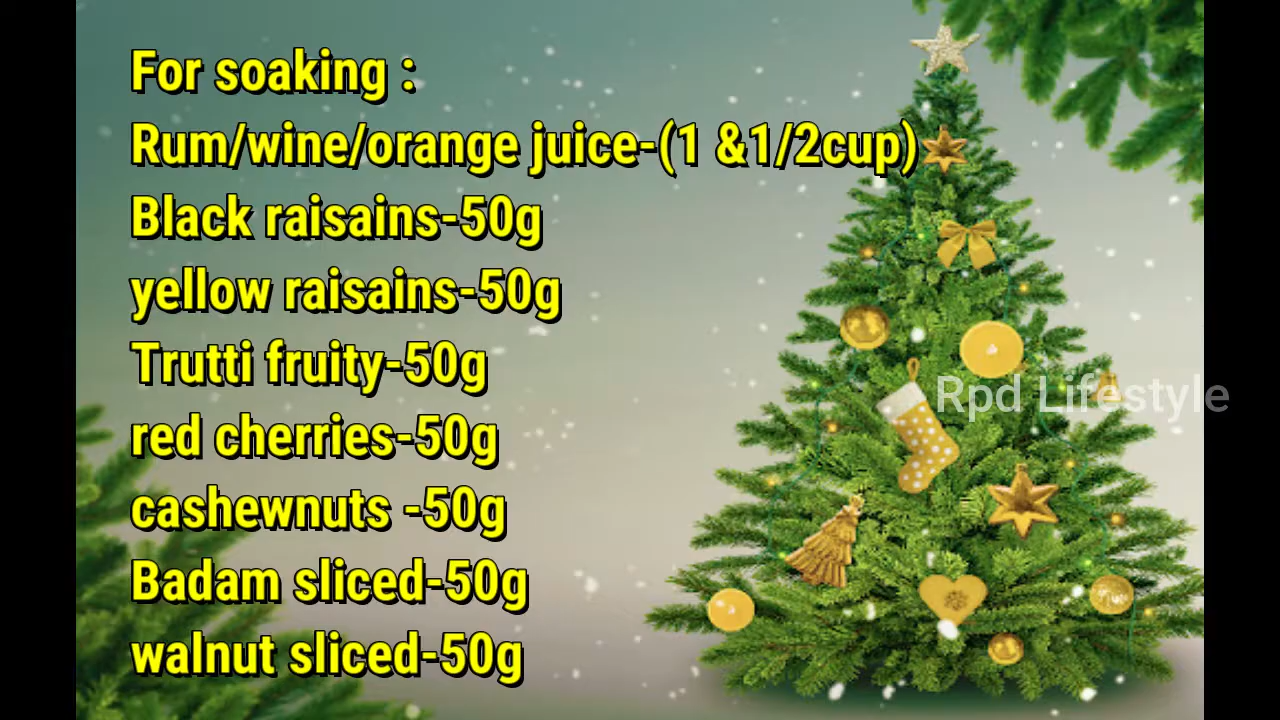 For soaking :
Rum/wine/orange juice-(1 &1/2cup)
Black raisains-50g
yellow raisains-50g
Trutti fruity-50g
red cherries-50g
cashewnuts -50g
Badam sliced-50g
walnut sliced-50g
Rpd Lifestyle